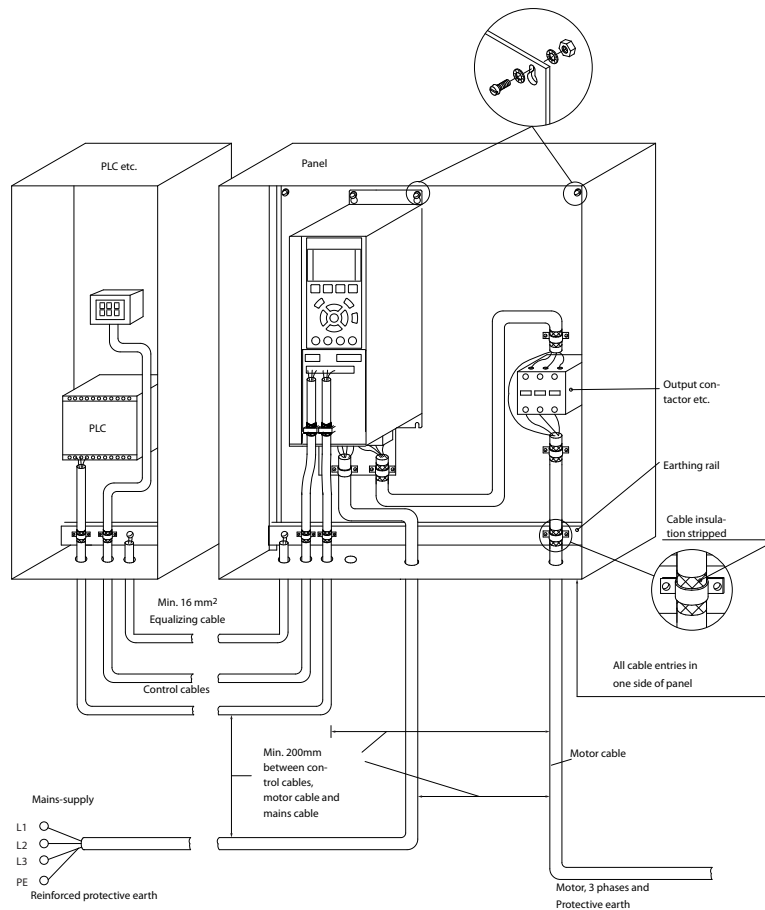 PLC etc.
Panel
PLC
Output con-
tactor etc.
Earthing rail
Cable insula-
tion stripped
Min. 16 mm2
Equalizing cable
All cable entries in
one side of panel
Control cables
Min. 200mm
between con-
trol cables,
motor cable and
mains cable
Motor cable
Mains-supply
L1
L2
L3
PE
Reinforced protective earth
Motor, 3 phases and
Protective earth